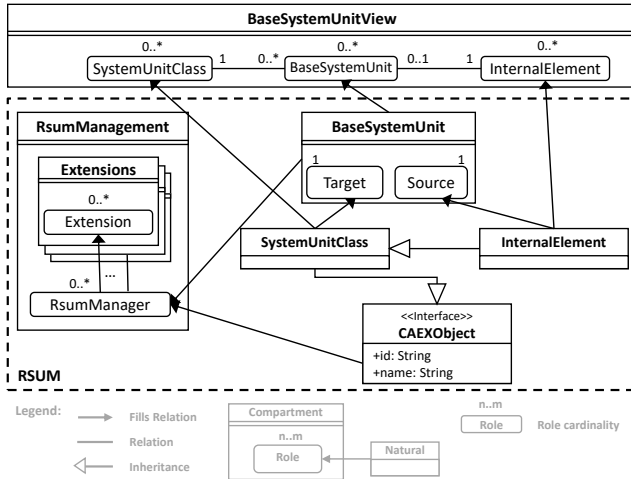 BaseSystemUnitView
0..* 0..* 0..*
SystemUnitClass 1 0..* BaseSystemUnit 0..1 1 InternalElement
RsumManagement
BaseSystemUnit
Extensions
1 1
Target Source
0..*
Extension
SystemUnitClass InternalElement
...
0..*
RsumManager
<<Interface>>
CAEXObject
+id: String
+name: String
RSUM
Legend:
Fills Relation
Relation
Inheritance
Compartment
n..m
Role
Natural
n..m
Role Role cardinality